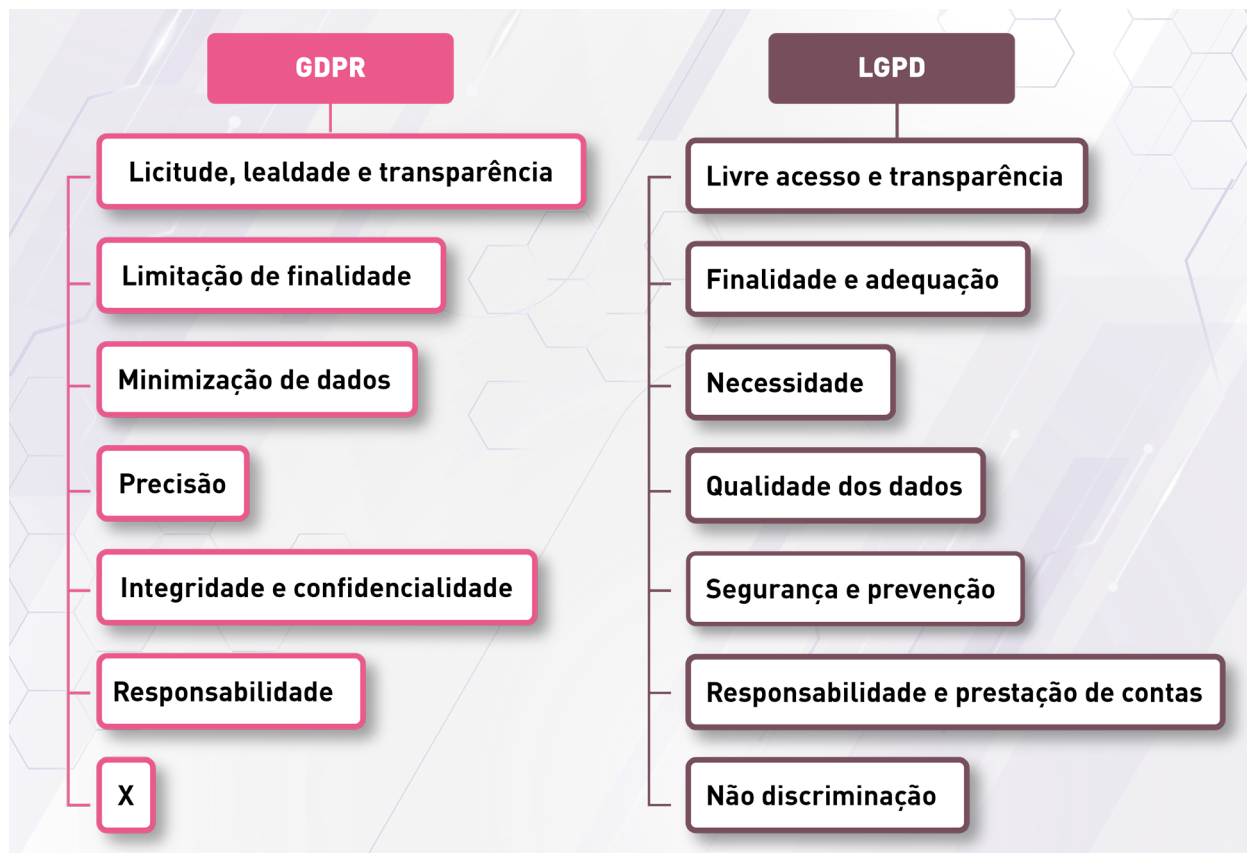 GDPR
Licitude, lealdade e transparência
Limitação de finalidade
Minimização de dados
Precisão
Integridade e confidencialidade
Responsabilidade
X
LGPD
Livre acesso e transparência
Finalidade e adequação
Necessidade
Qualidade dos dados
Segurança e prevenção
Responsabilidade e prestação de contas
Não discriminação